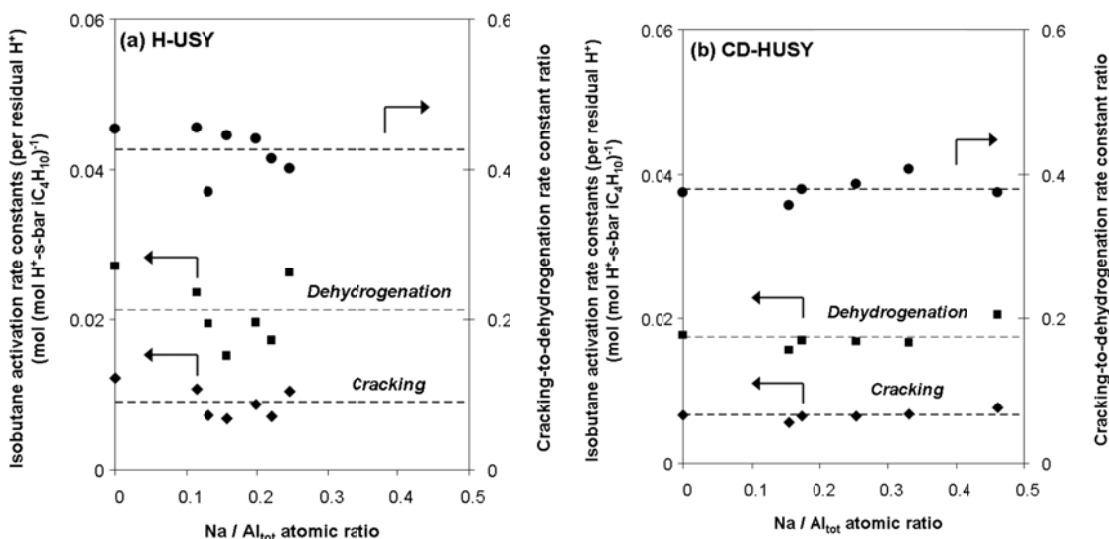 (a) H-USY
Isobutane activation rate constants (per residual H⁺)
(mol (mol H⁺-s-bar iC₄H₁₀)⁻¹
0.06
0.04
0.02
0
0.6
0.4
0.2
0
Cracking-to-dehydrogenation rate constant ratio
Dehydrogenation
Cracking
0 0.1 0.2 0.3 0.4 0.5
Na / Alₜₒₜ atomic ratio
(b) CD-HUSY
Isobutane activation rate constants (per residual H⁺)
(mol (mol H⁺-s-bar iC₄H₁₀)⁻¹
0.06
0.04
0.02
0
0.6
0.4
0.2
0
Cracking-to-dehydrogenation rate constant ratio
Dehydrogenation
Cracking
0 0.1 0.2 0.3 0.4 0.5
Na / Alₜₒₜ atomic ratio